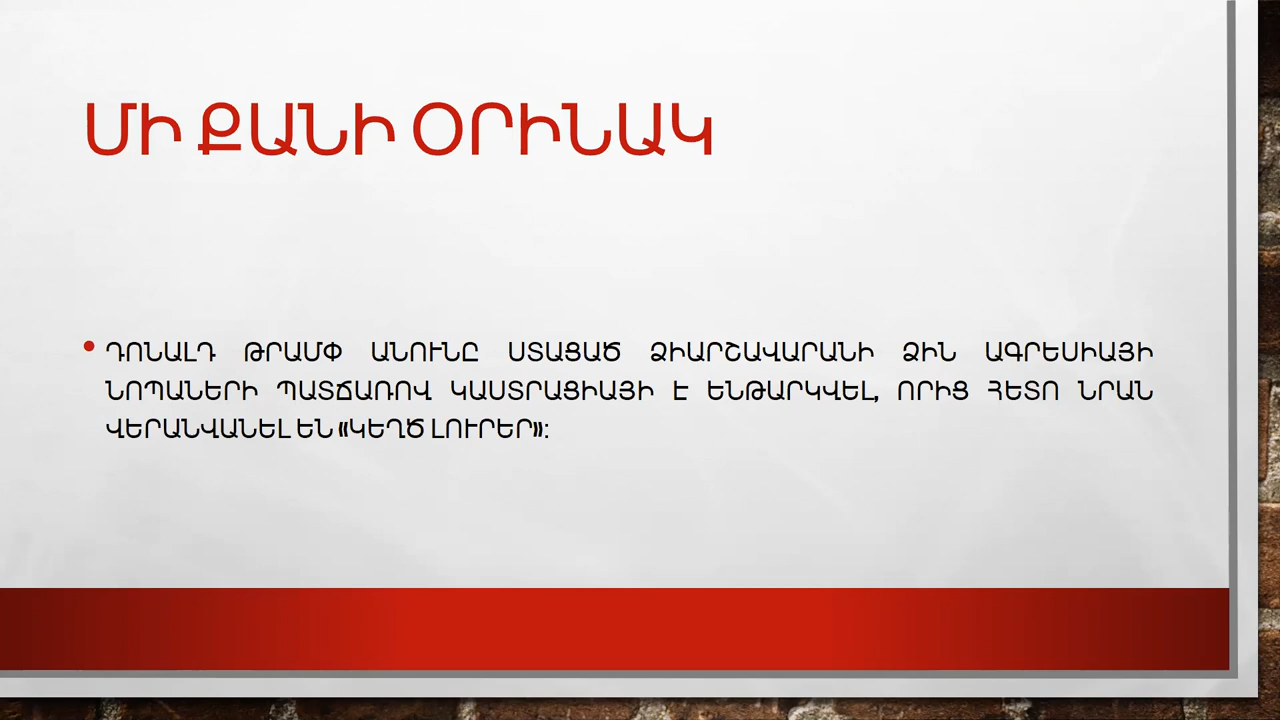 ՄԻ ՔԱՆԻ ՕՐԻՆԱԿ
• ԴՈՆԱԼԴ ԹՐԱՄՓ ԱՆՈՒՆԸ ՍՏԱՑԱԾ ՁԻԱՐՇԱՎԱՐԱՆԻ ՁԻՆ ԱԳՐԵՍԻԱՅԻ
ՆՈՊԱՆԵՐԻ ՊԱՏՃԱՌՈՎ ԿԱՍՏՐԱՑԻԱՅԻ Է ԵՆԹԱՐԿՎԵԼ, ՈՐԻՑ ՀԵՏՈ ՆՐԱՆ
ՎԵՐԱՆՎԱՆԵԼ ԵՆ «ԿԵՂԾ ԼՈՒՐԵՐ»: